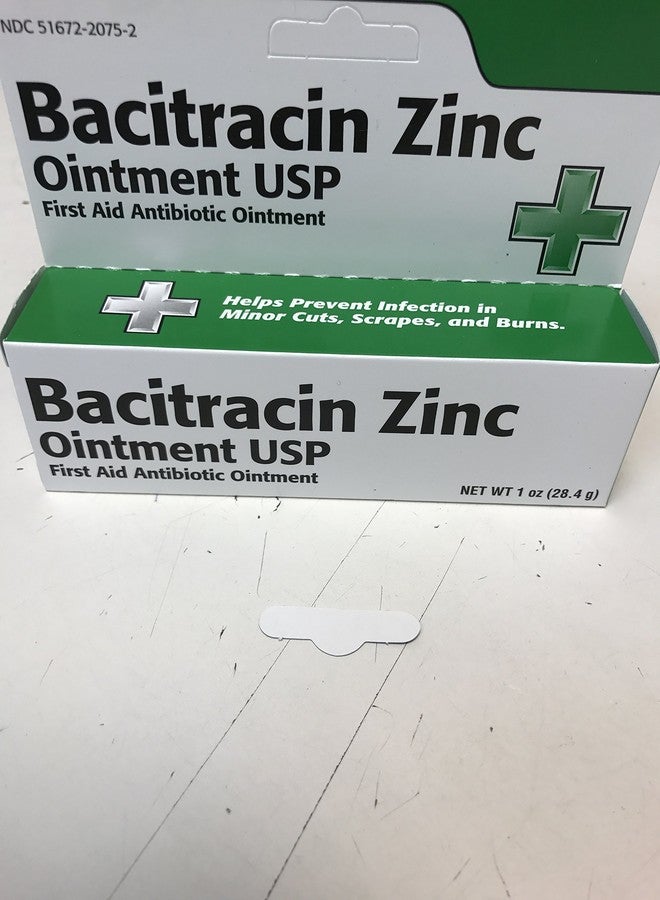 NDC 51672-2075-2
Bacitracin Zinc
Ointment USP
First Aid Antibiotic Ointment
Helps Prevent Infection in
Minor Cuts, Scrapes, and Burns.
Bacitracin Zinc
Ointment USP
First Aid Antibiotic Ointment
NET WT 1 oz (28.4 g)